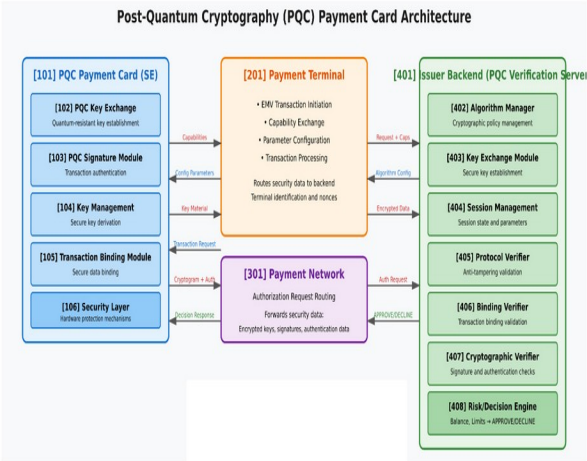 Post-Quantum Cryptography (PQC) Payment Card Architecture
[101] PQC Payment Card (SE)
[102] PQC Key Exchange
Quantum-resistant key establishment
[103] PQC Signature Module
Transaction authentication
[104] Key Management
Secure key derivation
[105] Transaction Binding Module
Secure data binding
[106] Security Layer
Hardware protection mechanisms
Capabilities
Config Parameters
Key Material
Transaction Request
Cryptogram + Auth
Decision Response
[201] Payment Terminal
• EMV Transaction Initiation
• Capability Exchange
• Parameter Configuration
• Transaction Processing
Routes security data to backend
Terminal identification and nonces
[301] Payment Network
Authorization Request Routing
Forwards security data:
Encrypted keys, signatures, authentication data
Request + Caps
Algorithm Config
Encrypted Data
Auth Request
APPROVE/DECLINE
[401] Issuer Backend (PQC Verification Server
[402] Algorithm Manager
Cryptographic policy management
[403] Key Exchange Module
Secure key establishment
[404] Session Management
Session state and parameters
[405] Protocol Verifier
Anti-tampering validation
[406] Binding Verifier
Transaction binding validation
[407] Cryptographic Verifier
Signature and authentication checks
[408] Risk/Decision Engine
Balance, Limits → APPROVE/DECLINE